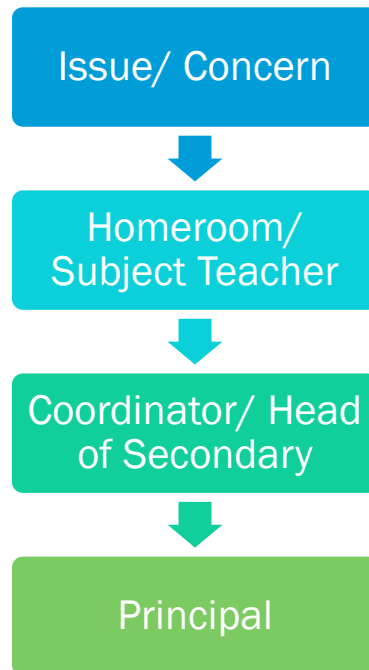 Issue/ Concern
Homeroom/
Subject Teacher
Coordinator/ Head
of Secondary
Principal